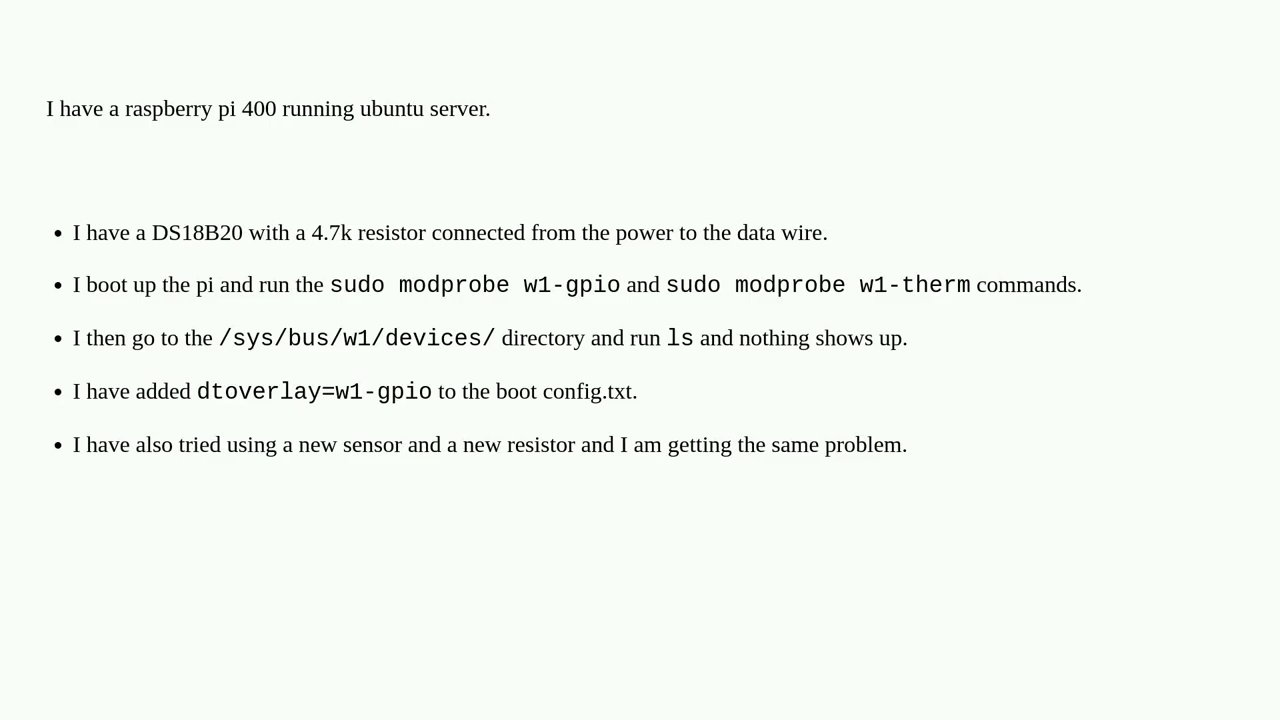 I have a raspberry pi 400 running ubuntu server.
• I have a DS18B20 with a 4.7k resistor connected from the power to the data wire.
• I boot up the pi and run the sudo modprobe w1-gpio and sudo modprobe w1-therm commands.
• I then go to the /sys/bus/w1/devices/ directory and run ls and nothing shows up.
• I have added dtoverlay=w1-gpio to the boot config.txt.
• I have also tried using a new sensor and a new resistor and I am getting the same problem.